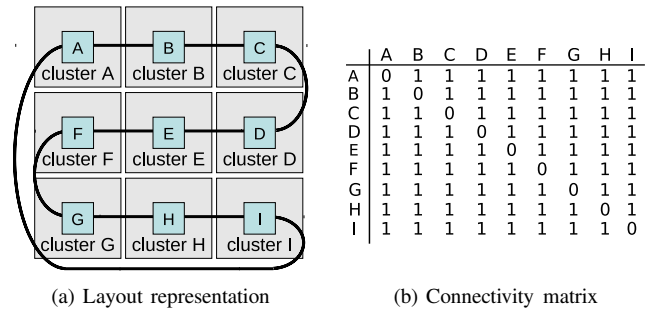 A B C
cluster A cluster B cluster C
F E D
cluster F cluster E cluster D
G H I
cluster G cluster H cluster I
A B C D E F G H I
A 0 1 1 1 1 1 1 1 1
B 1 0 1 1 1 1 1 1 1
C 1 1 0 1 1 1 1 1 1
D 1 1 1 0 1 1 1 1 1
E 1 1 1 1 0 1 1 1 1
F 1 1 1 1 1 0 1 1 1
G 1 1 1 1 1 1 0 1 1
H 1 1 1 1 1 1 1 0 1
I 1 1 1 1 1 1 1 1 0
(a) Layout representation
(b) Connectivity matrix